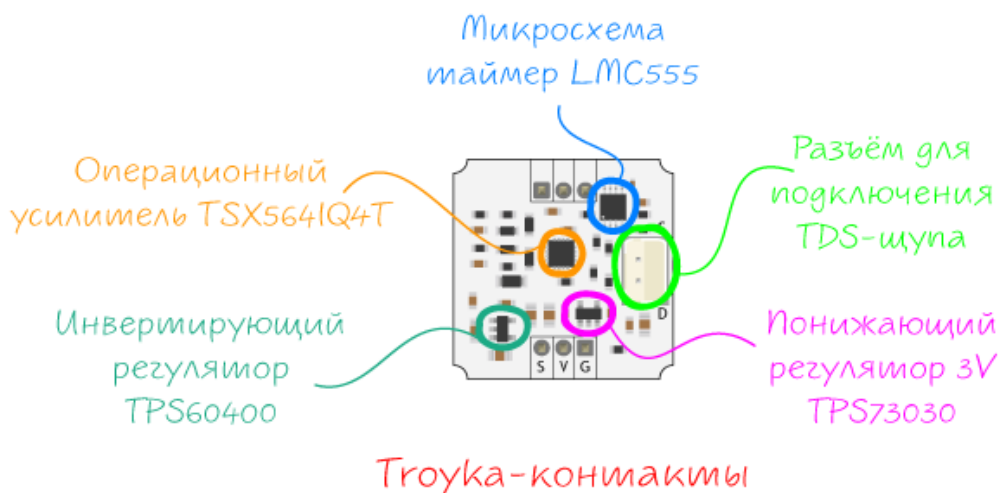 Микросхема
таймер LMC555
Операционный
усилитель TSX564IQ4T
Разъём для
подключения
TDS-щупа
C
D
Инвертирующий
регулятор
TPS60400
Понижающий
регулятор 3V
TPS73030
S V G
Troyka-контакты